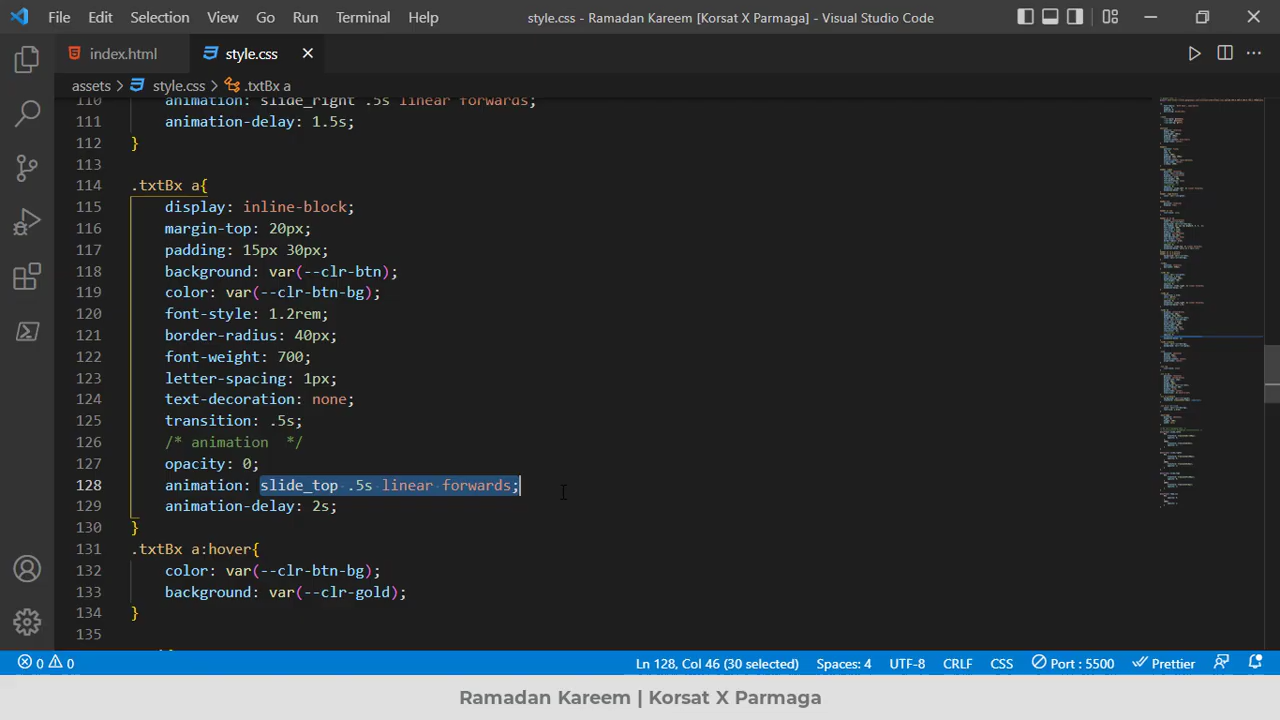 File Edit Selection View Go Run Terminal Help style.css - Ramadan Kareem [Korsat X Parmaga] - Visual Studio Code
index.html style.css
assets > style.css > .txtBx a
110 animation: slide_right .5s linear forwards;
111 animation-delay: 1.5s;
112 }
113
114 .txtBx a{
115 display: inline-block;
116 margin-top: 20px;
117 padding: 15px 30px;
118 background: var(--clr-btn);
119 color: var(--clr-btn-bg);
120 font-style: 1.2rem;
121 border-radius: 40px;
122 font-weight: 700;
123 letter-spacing: 1px;
124 text-decoration: none;
125 transition: .5s;
126 /* animation  */
127 opacity: 0;
128 animation: slide_top .5s linear forwards;
129 animation-delay: 2s;
130 }
131 .txtBx a:hover{
132 color: var(--clr-btn-bg);
133 background: var(--clr-gold);
134 }
135
0 0 Ln 128, Col 46 (30 selected) Spaces: 4 UTF-8 CRLF CSS Port : 5500 Prettier
Ramadan Kareem | Korsat X Parmaga